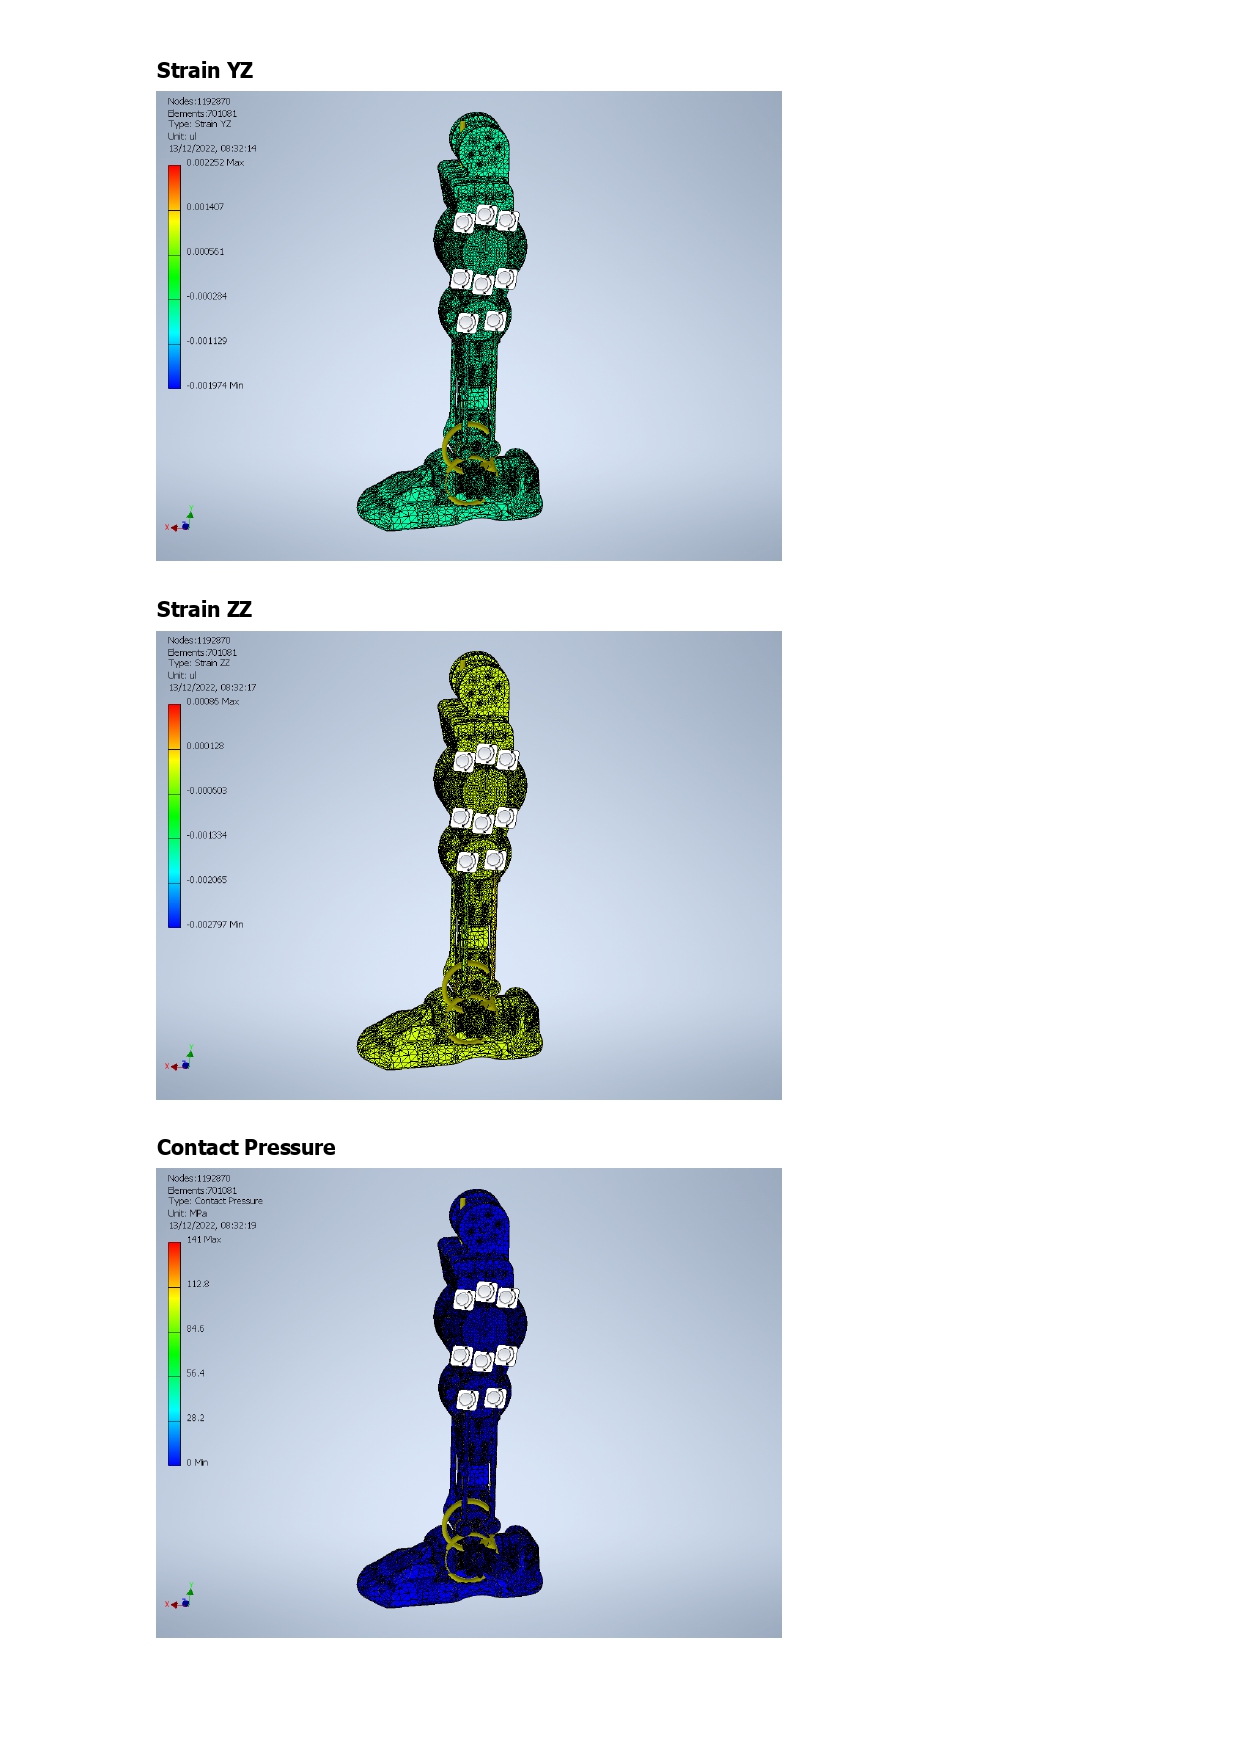 Strain YZ
Nodes:1192870
Elements:701081
Type: Strain YZ
Unit: ul
13/12/2022, 08:32:14
0.002252 Max
0.001407
0.000561
-0.000284
-0.001129
-0.001974 Min
Y
X
Strain ZZ
Nodes:1192870
Elements:701081
Type: Strain ZZ
Unit: ul
13/12/2022, 08:32:17
0.00086 Max
0.000128
-0.000603
-0.001334
-0.002065
-0.002797 Min
Y
X
Contact Pressure
Nodes:1192870
Elements:701081
Type: Contact Pressure
Unit: MPa
13/12/2022, 08:32:19
141 Max
112.8
84.6
56.4
28.2
0 Min
Y
X